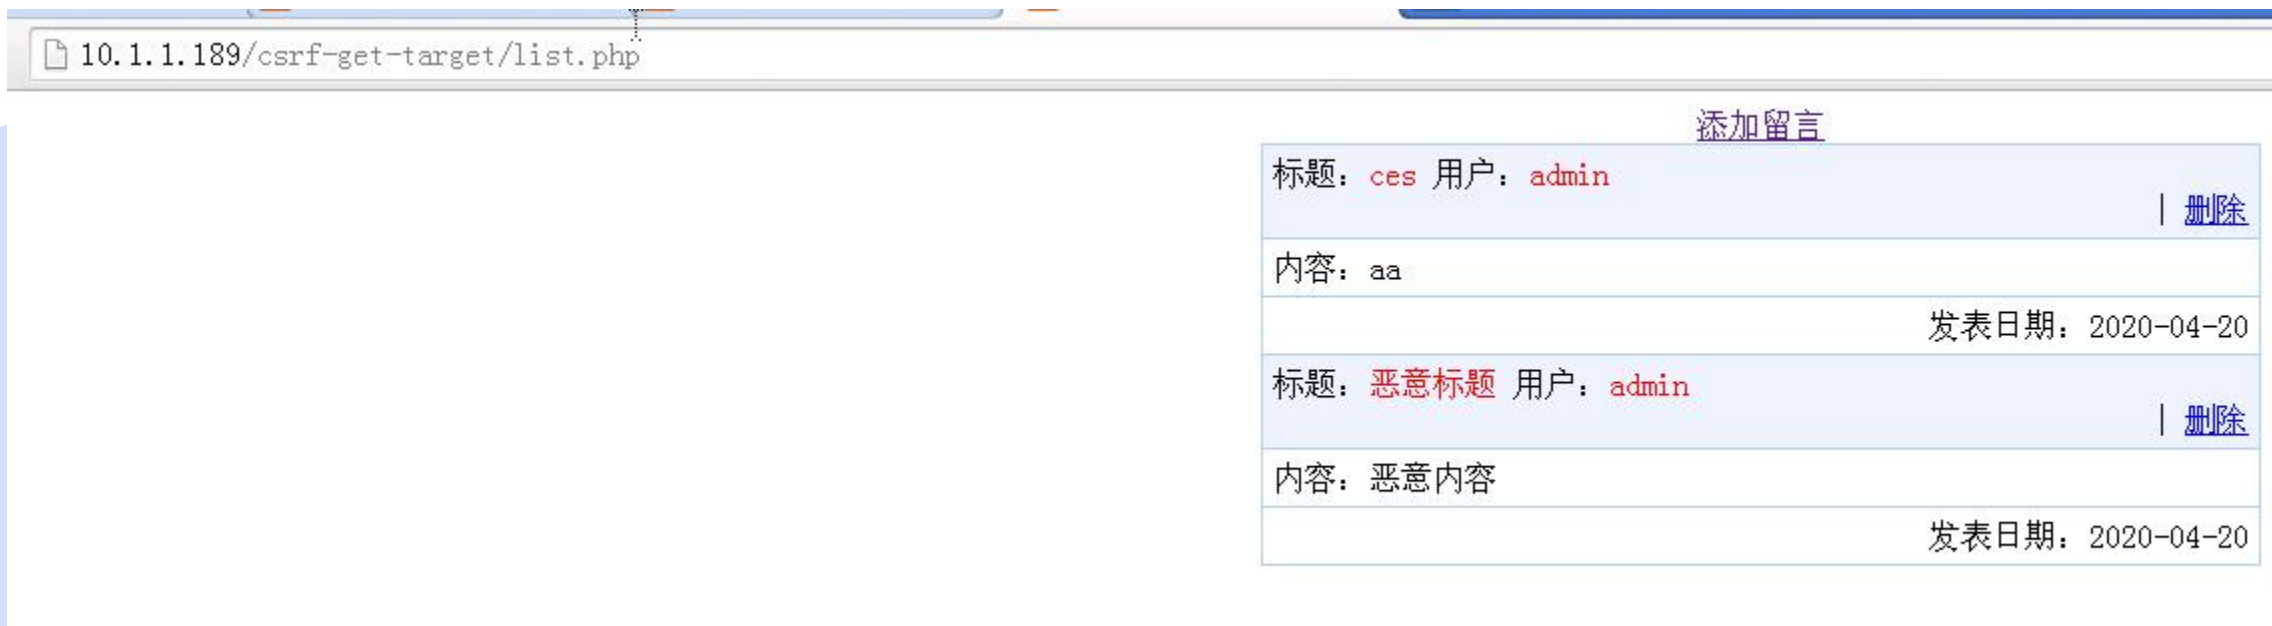 10.1.1.189/csrf-get-target/list.php
添加留言
标题：ces 用户：admin
| 删除
内容：aa
发表日期：2020-04-20
标题：恶意标题 用户：admin
| 删除
内容：恶意内容
发表日期：2020-04-20